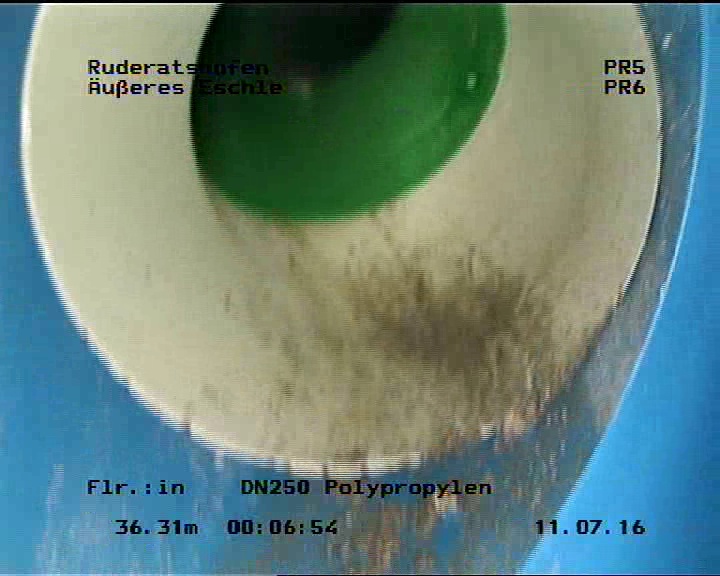 Ruderatshofen PR5
Äußeres Eschle PR6
Flr.:in DN250 Polypropylen
36.31m 00:06:54 11.07.16